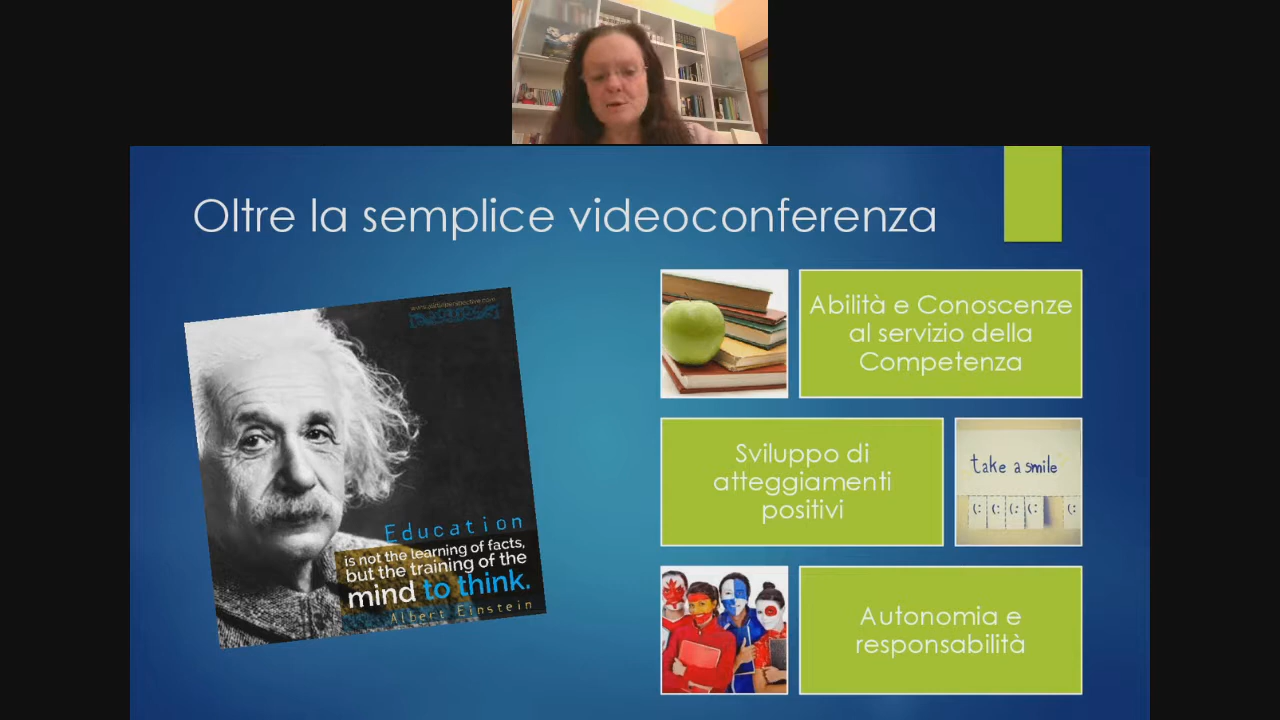 Oltre la semplice videoconferenza
Education
is not the learning of facts,
but the training of the
mind to think.
Albert Einstein
Abilità e Conoscenze
al servizio della
Competenza
Sviluppo di
atteggiamenti
positivi
take a smile
(: (: (: (: (:
Autonomia e
responsabilità